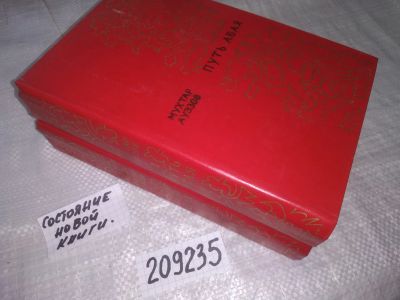 МУХТАР
АУЭЗОВ
ПУТЬ АБАЯ
СОСТОЯНИЕ
НОВОЙ
КНИГИ.
209235